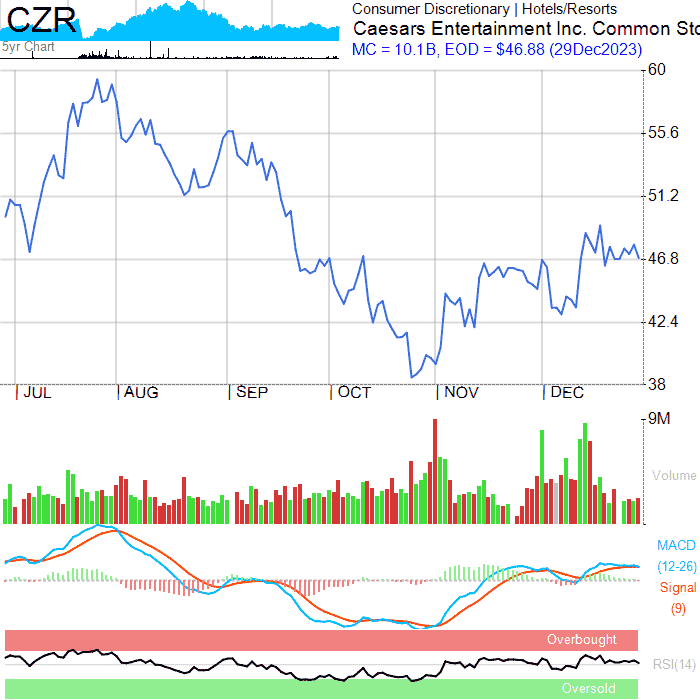 CZR
5yr Chart
Consumer Discretionary | Hotels/Resorts
Caesars Entertainment Inc. Common Sto
MC = 10.1B, EOD = $46.88 (29Dec2023)
60
55.6
51.2
46.8
42.4
38
JUL AUG SEP OCT NOV DEC
9M
Volume
MACD
(12-26)
Signal
(9)
Overbought
RSI(14)
Oversold